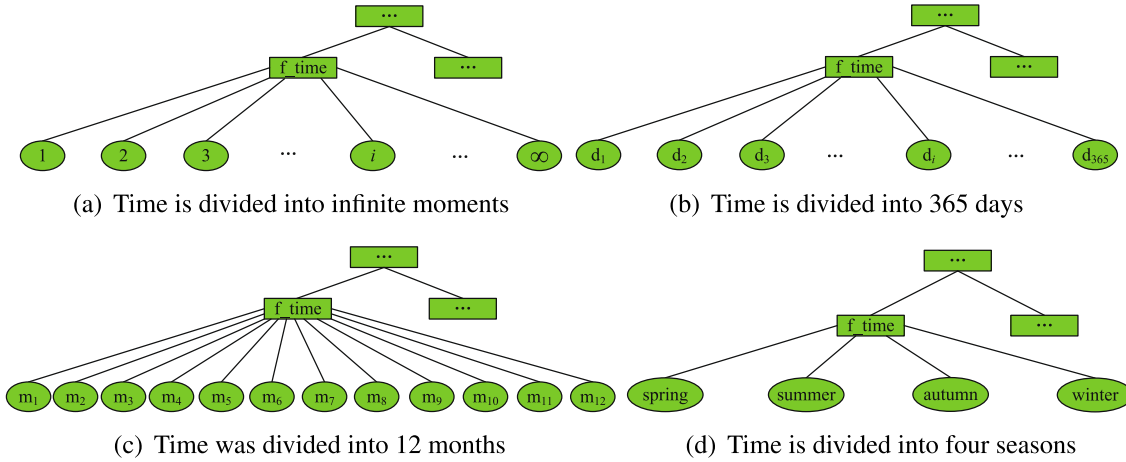 ...
f_time
...
1 2 3 ... i ... ∞
(a) Time is divided into infinite moments
...
f_time
...
d1 d2 d3 ... di ... d365
(b) Time is divided into 365 days
...
f_time
...
m1 m2 m3 m4 m5 m6 m7 m8 m9 m10 m11 m12
(c) Time was divided into 12 months
...
f_time
...
spring summer autumn winter
(d) Time is divided into four seasons